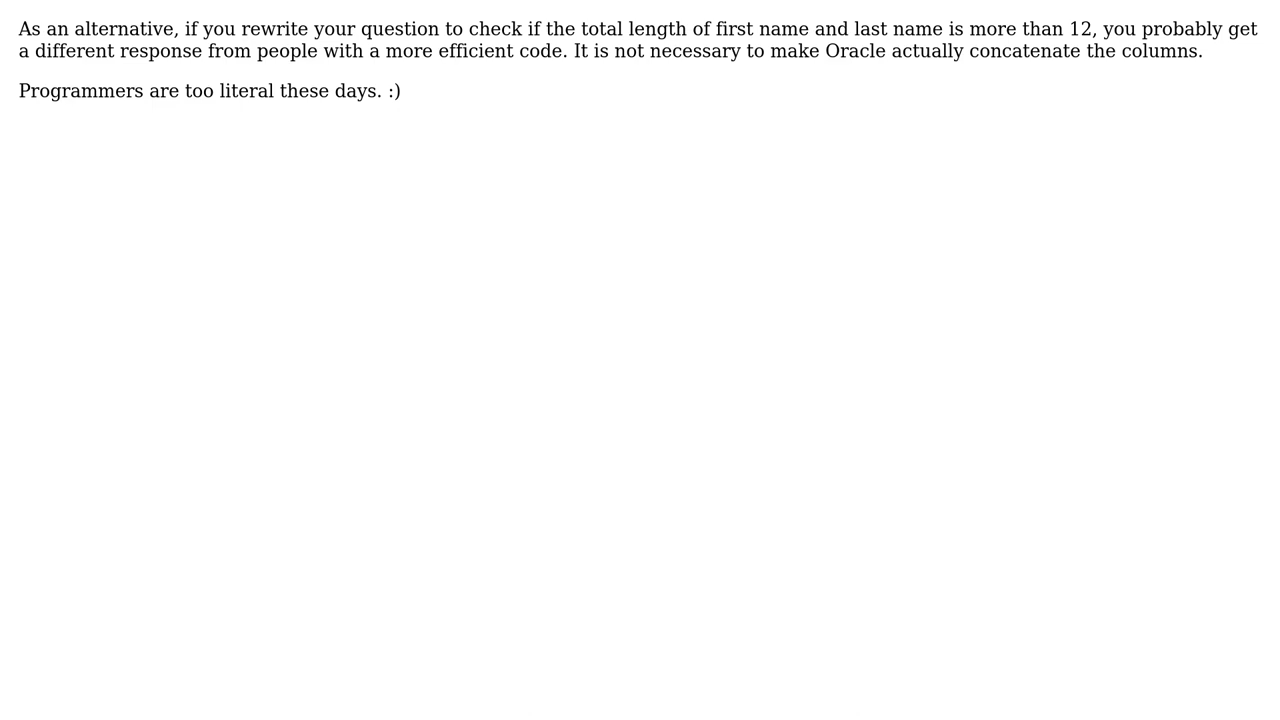 As an alternative, if you rewrite your question to check if the total length of first name and last name is more than 12, you probably get
a different response from people with a more efficient code. It is not necessary to make Oracle actually concatenate the columns.
Programmers are too literal these days. :)